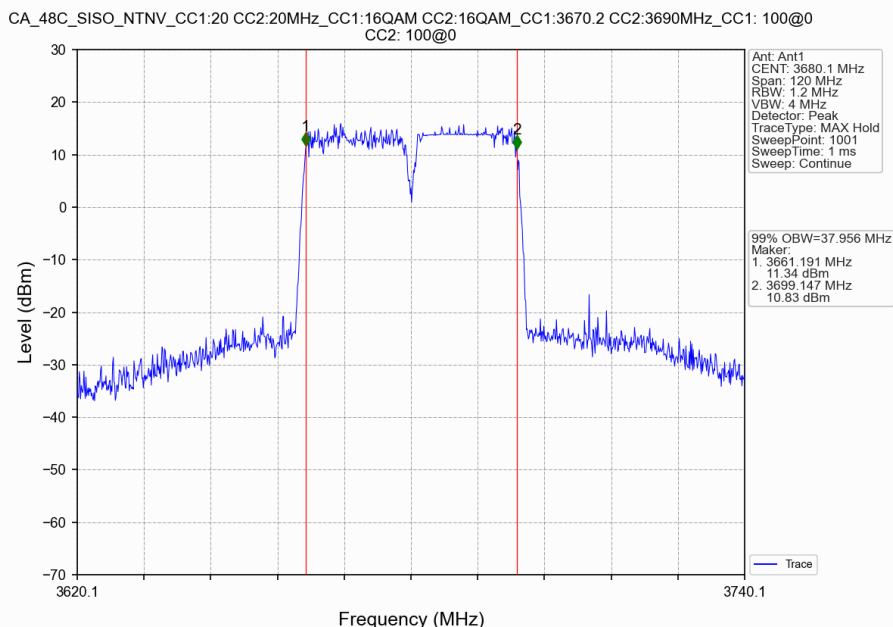 CA_48C_SISO_NTNV_CC1:20 CC2:20MHz_CC1:16QAM CC2:16QAM_CC1:3670.2 CC2:3690MHz_CC1: 100@0
CC2: 100@0
Ant: Ant1
CENT: 3680.1 MHz
Span: 120 MHz
RBW: 1.2 MHz
VBW: 4 MHz
Detector: Peak
TraceType: MAX Hold
SweepPoint: 1001
SweepTime: 1 ms
Sweep: Continue
99% OBW=37.956 MHz
Maker:
1. 3661.191 MHz
11.34 dBm
2. 3699.147 MHz
10.83 dBm
Level (dBm)
30
20
10
0
−10
−20
−30
−40
−50
−60
−70
1
2
Trace
3620.1
3740.1
Frequency (MHz)